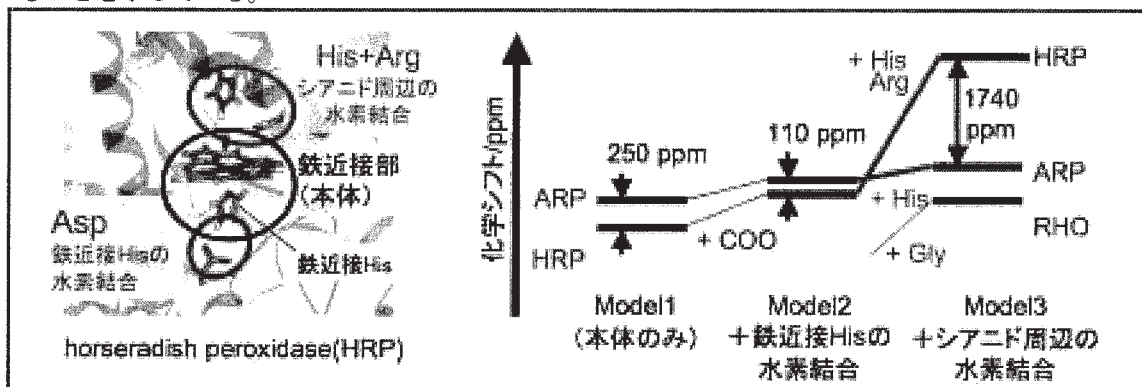 His+Arg
シアニド周辺の
水素結合
鉄近接部
(本体)
Asp
鉄近接Hisの
水素結合
鉄近接His
horseradish peroxidase(HRP)
化学シフト/ppm
ARP
HRP
250 ppm
+ COO
110 ppm
+ His
Arg
+ His
+ Gly
HRP
1740
ppm
ARP
RHO
Model1
(本体のみ)
Model2
+鉄近接Hisの
水素結合
Model3
+シアニド周辺の
水素結合